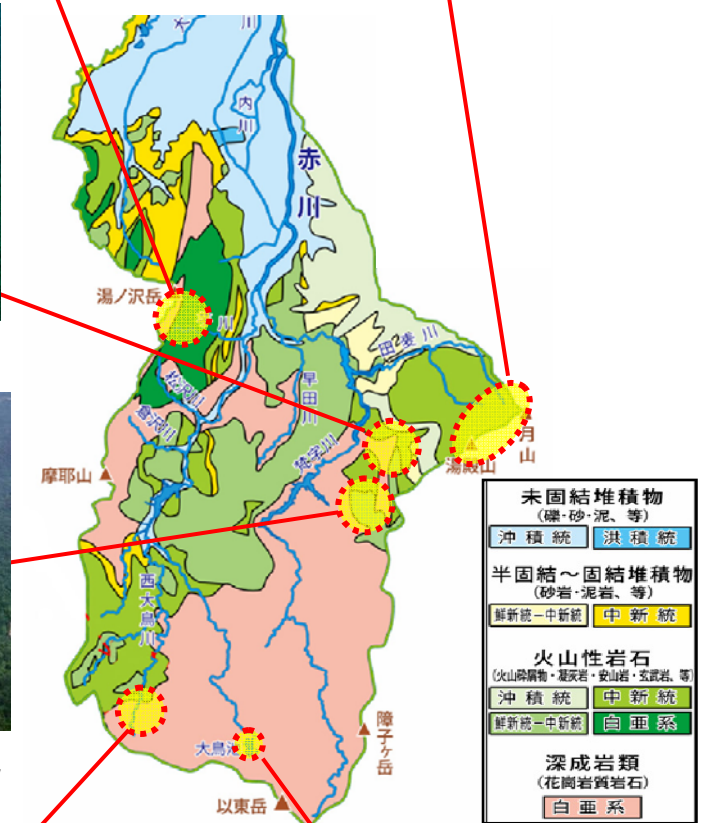 内川
赤川
湯ノ沢岳
川
田麦川
早田川
松沢川
倉沢川
梵字川
月山
湯殿山
摩耶山
西大鳥川
障子ヶ岳
大鳥池
以東岳
未固結堆積物
(礫・砂・泥、等)
沖積統 洪積統
半固結～固結堆積物
(砂岩・泥岩、等)
鮮新統－中新統 中新統
火山性岩石
(火山砕屑物・凝灰岩・安山岩・玄武岩、等)
沖積統 中新統
鮮新統－中新統 白亜系
深成岩類
(花崗岩質岩石)
白亜系